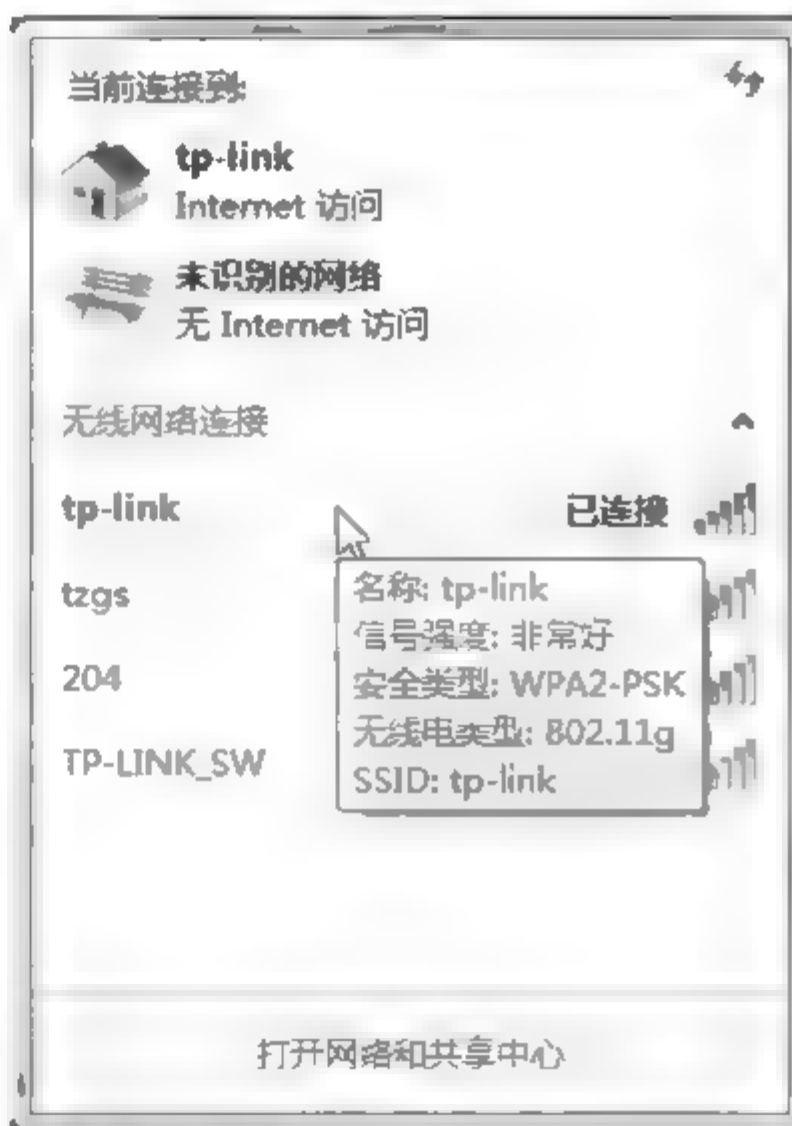 当前连接到:
tp-link
Internet 访问
未识别的网络
无 Internet 访问
无线网络连接
tp-link 已连接
tzgs
204
TP-LINK_SW
名称: tp-link
信号强度: 非常好
安全类型: WPA2-PSK
无线电类型: 802.11g
SSID: tp-link
打开网络和共享中心